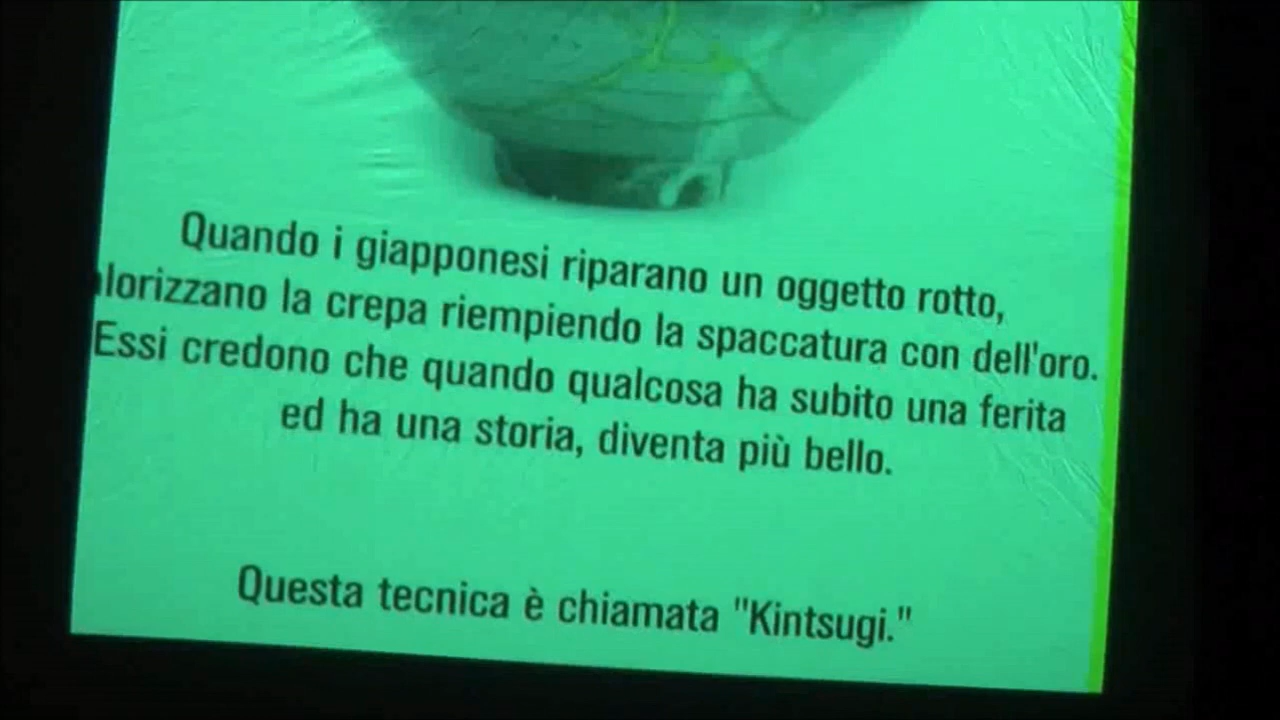 Quando i giapponesi riparano un oggetto rotto,
alorizzano la crepa riempiendo la spaccatura con dell'oro.
Essi credono che quando qualcosa ha subito una ferita
ed ha una storia, diventa più bello.
Questa tecnica è chiamata "Kintsugi."